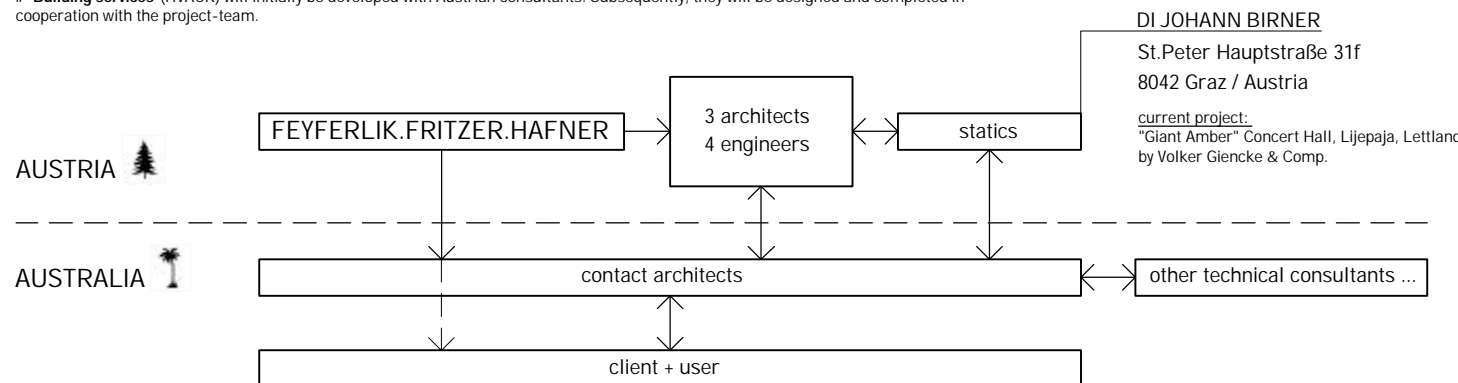 cooperation with the project-team.
DI JOHANN BIRNER
St.Peter Hauptstraße 31f
8042 Graz / Austria
current project:
"Giant Amber" Concert Hall, Lijepaja, Lettland
by Volker Giencke & Comp.
FEYFERLIK.FRITZER.HAFNER
3 architects
4 engineers
statics
AUSTRIA
AUSTRALIA
contact architects
other technical consultants ...
client + user